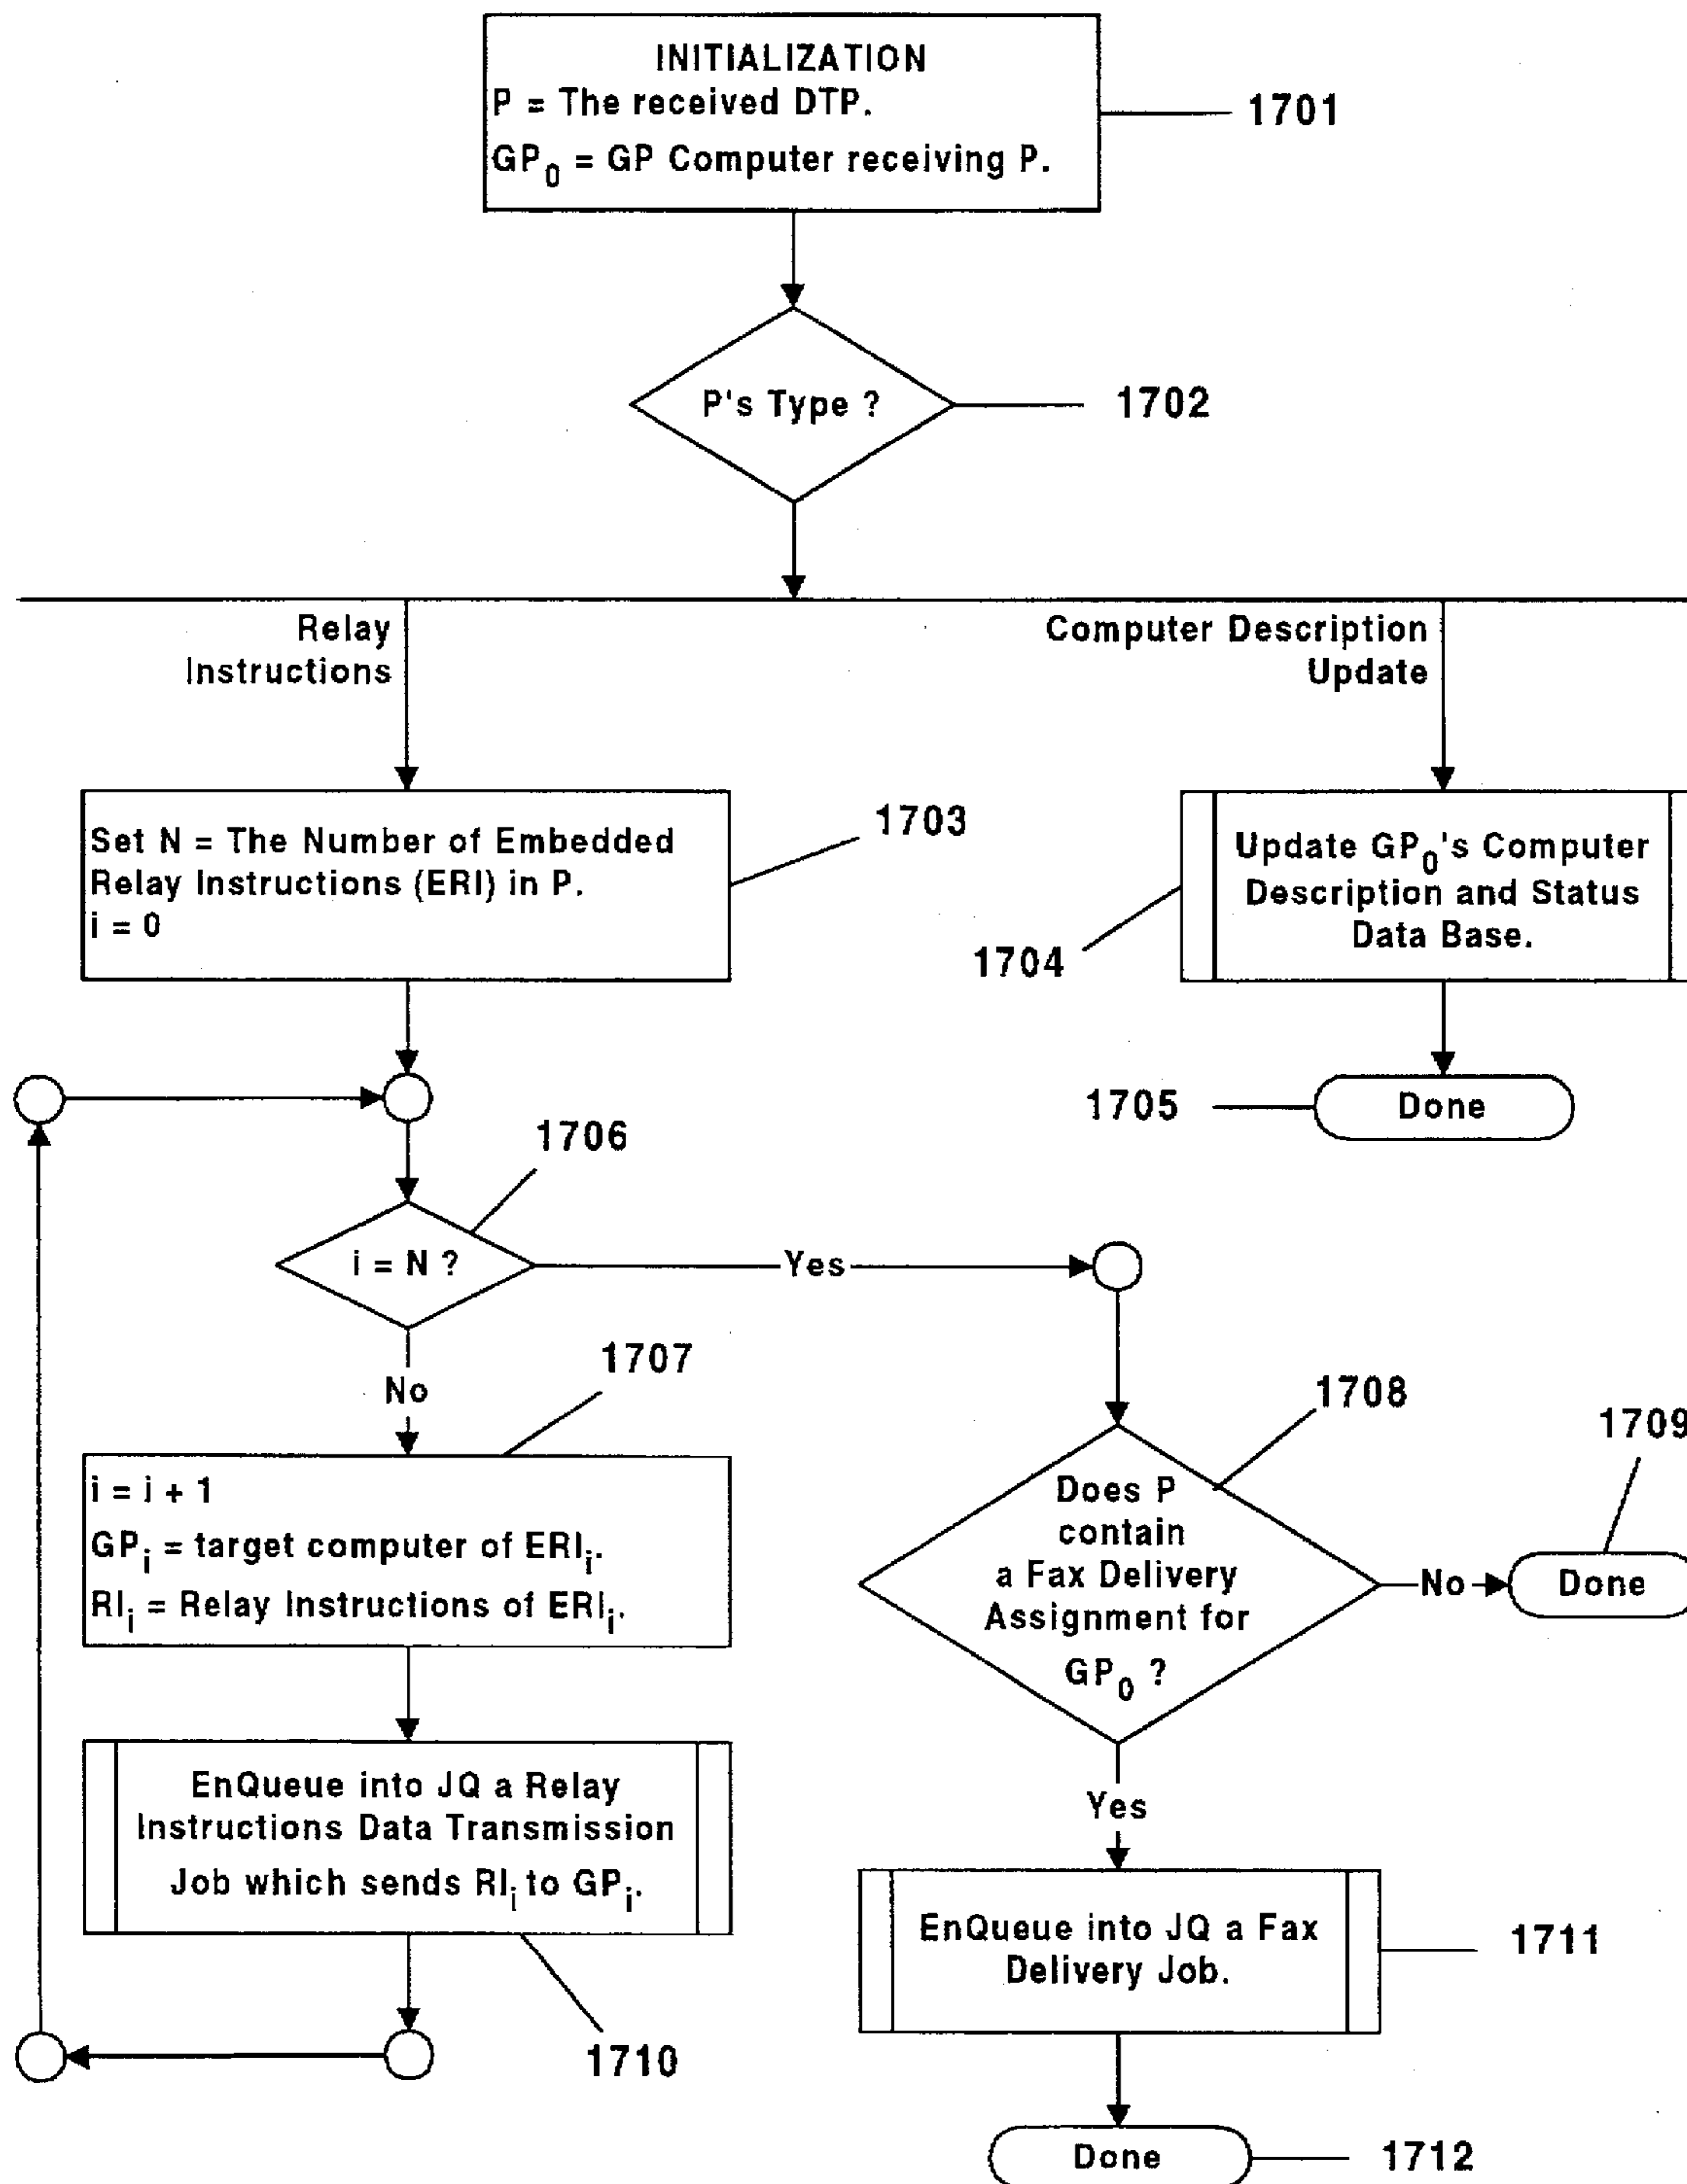 INITIALIZATION
P = The received DTP.
GP0 = GP Computer receiving P.
1701
P's Type ?
1702
Relay
Instructions
Computer Description
Update
Set N = The Number of Embedded
Relay Instructions (ERI) in P.
i = 0
1703
Update GP0's Computer
Description and Status
Data Base.
1704
Done
1705
1706
i = N ?
Yes
No
1707
i = i + 1
GPi = target computer of ERIi.
RIi = Relay Instructions of ERIi.
1708
Does P
contain
a Fax Delivery
Assignment for
GP0 ?
No
1709
Done
EnQueue into JQ a Relay
Instructions Data Transmission
Job which sends RIi to GPi.
1710
Yes
EnQueue into JQ a Fax
Delivery Job.
1711
Done
1712